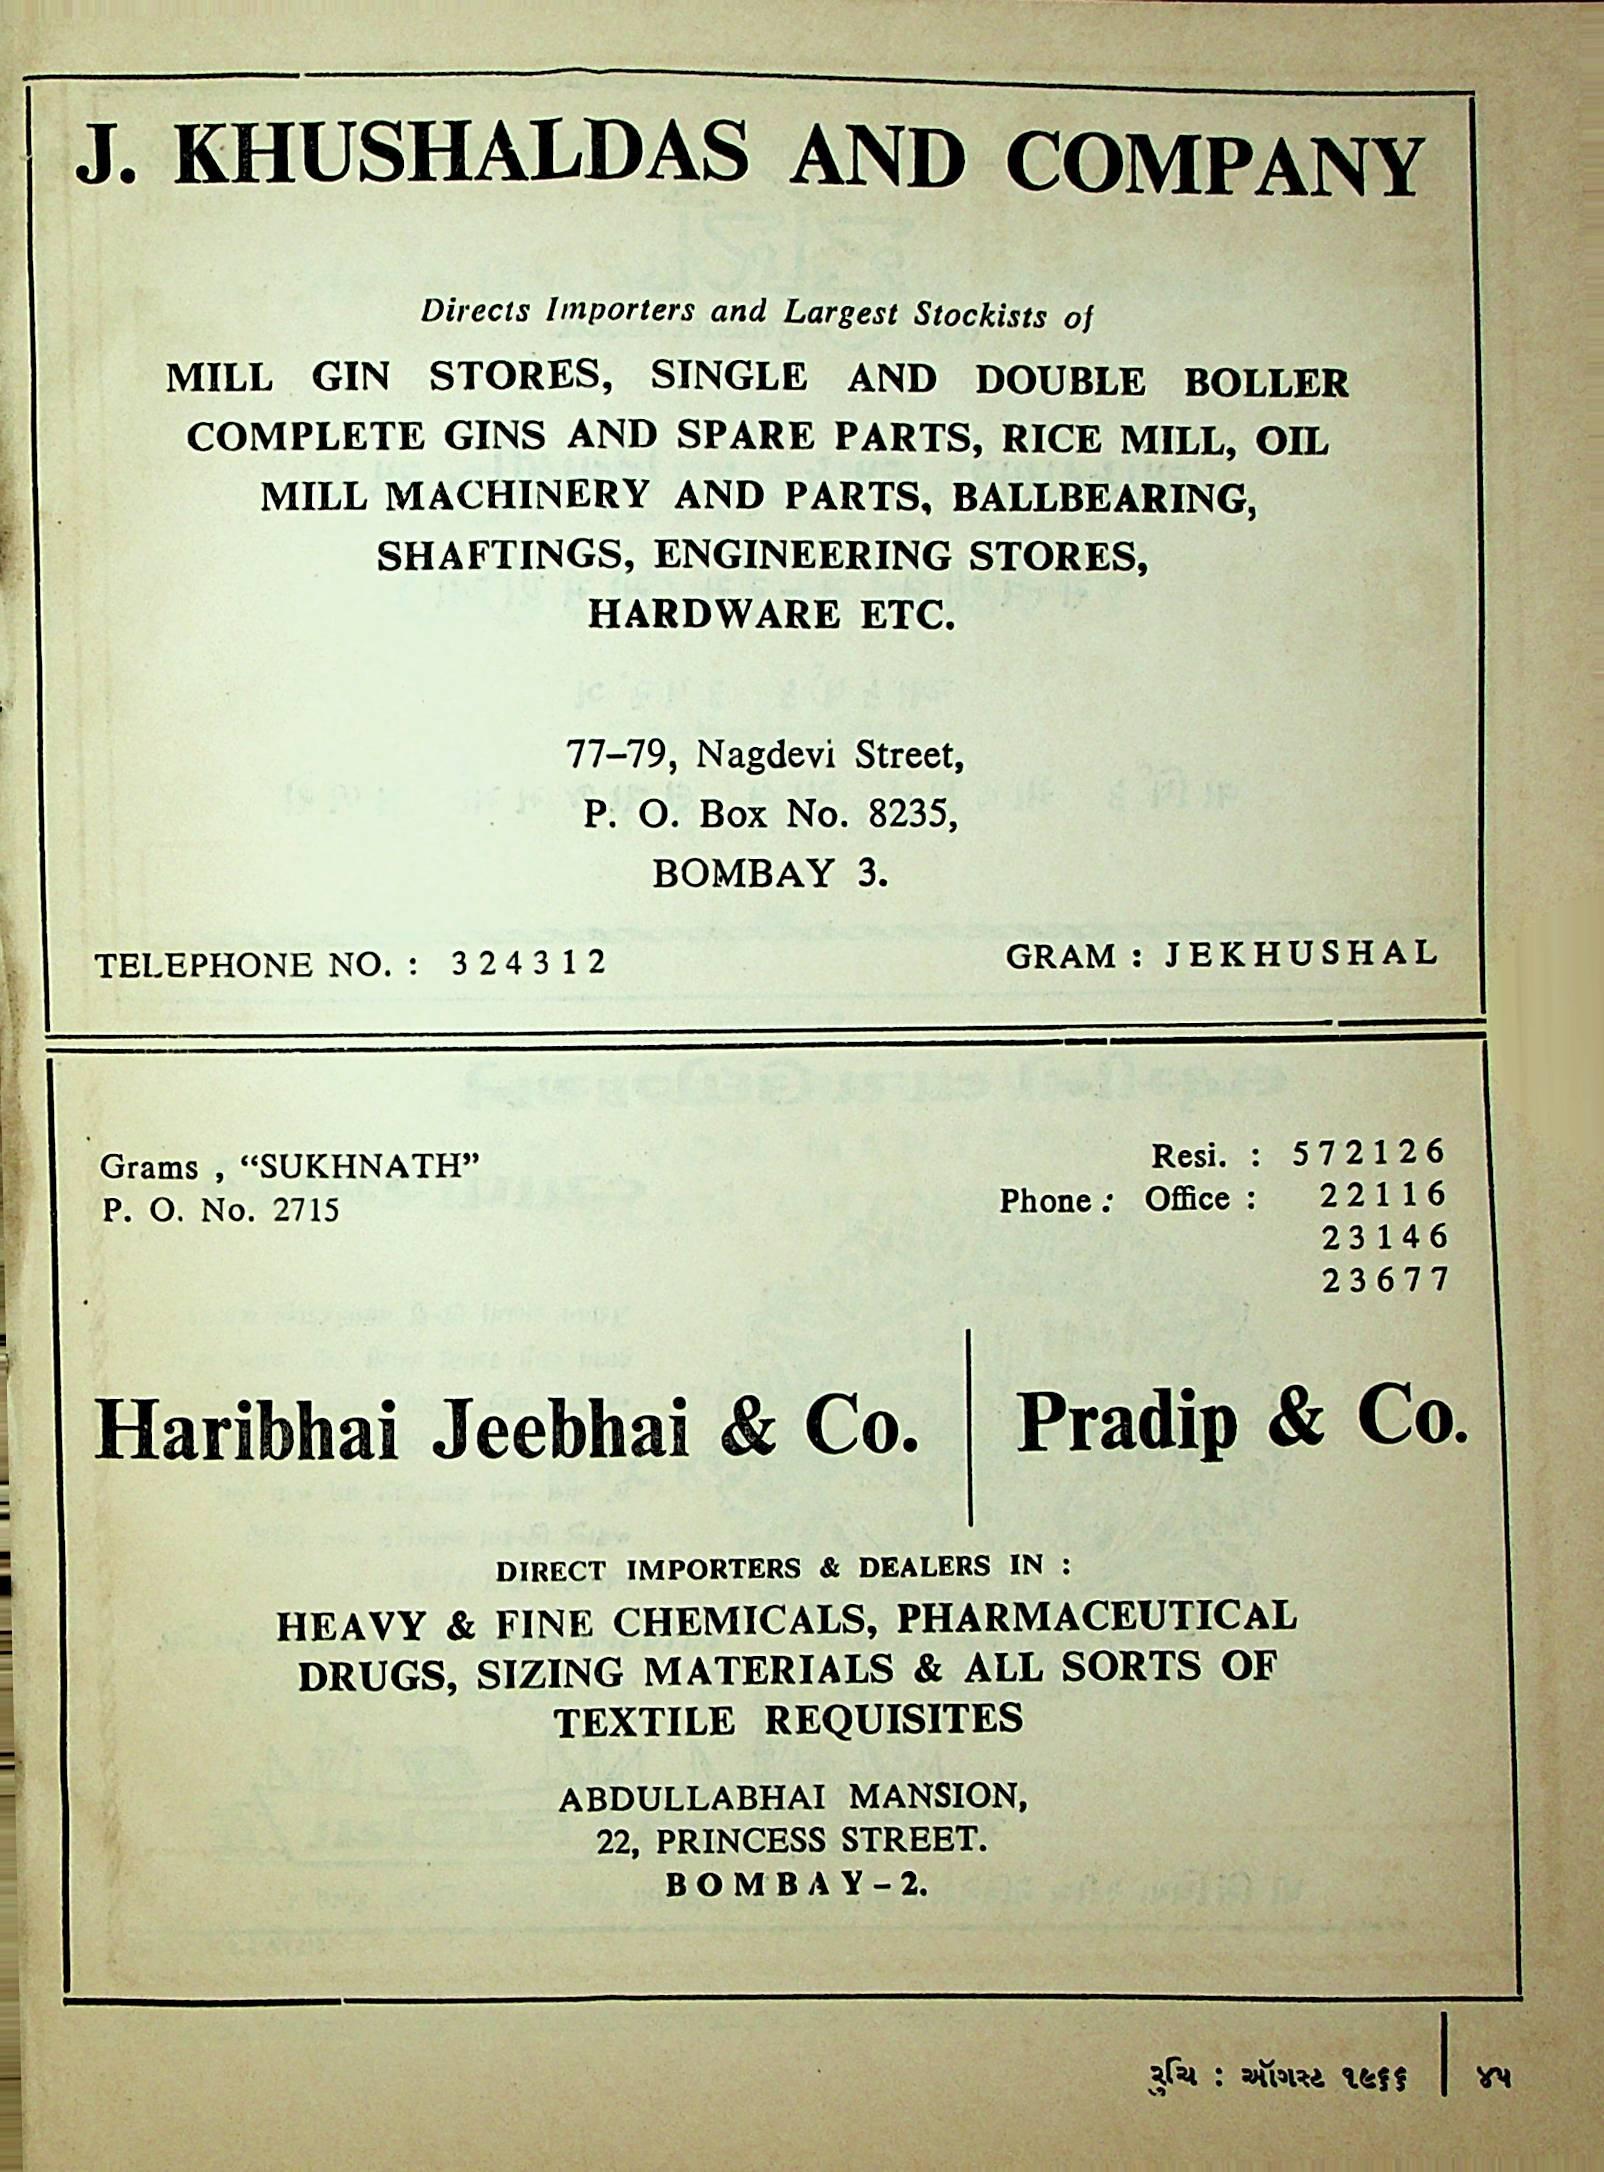 J. KHUSHALDAS AND COMPANY
Directs Importers and Largest Stockists of
MILL GIN STORES, SINGLE AND DOUBLE BOLLER
COMPLETE GINS AND SPARE PARTS, RICE MILL, OIL
MILL MACHINERY AND PARTS, BALLBEARING,
SHAFTINGS, ENGINEERING STORES,
HARDWARE ETC.
77–79, Nagdevi Street,
P. O. Box No. 8235,
BOMBAY 3.
TELEPHONE NO. : 324312
GRAM : JEKHUSHAL
Grams , “SUKHNATH”
P. O. No. 2715
Resi. : 572126
Phone : Office : 22116
23146
23677
Haribhai Jeebhai & Co. | Pradip & Co.
DIRECT IMPORTERS & DEALERS IN :
HEAVY & FINE CHEMICALS, PHARMACEUTICAL
DRUGS, SIZING MATERIALS & ALL SORTS OF
TEXTILE REQUISITES
ABDULLABHAI MANSION,
22, PRINCESS STREET.
BOMBAY–2.
રુચિ : ઑગસ્ટ ૧૯૬૬ | ૪૫